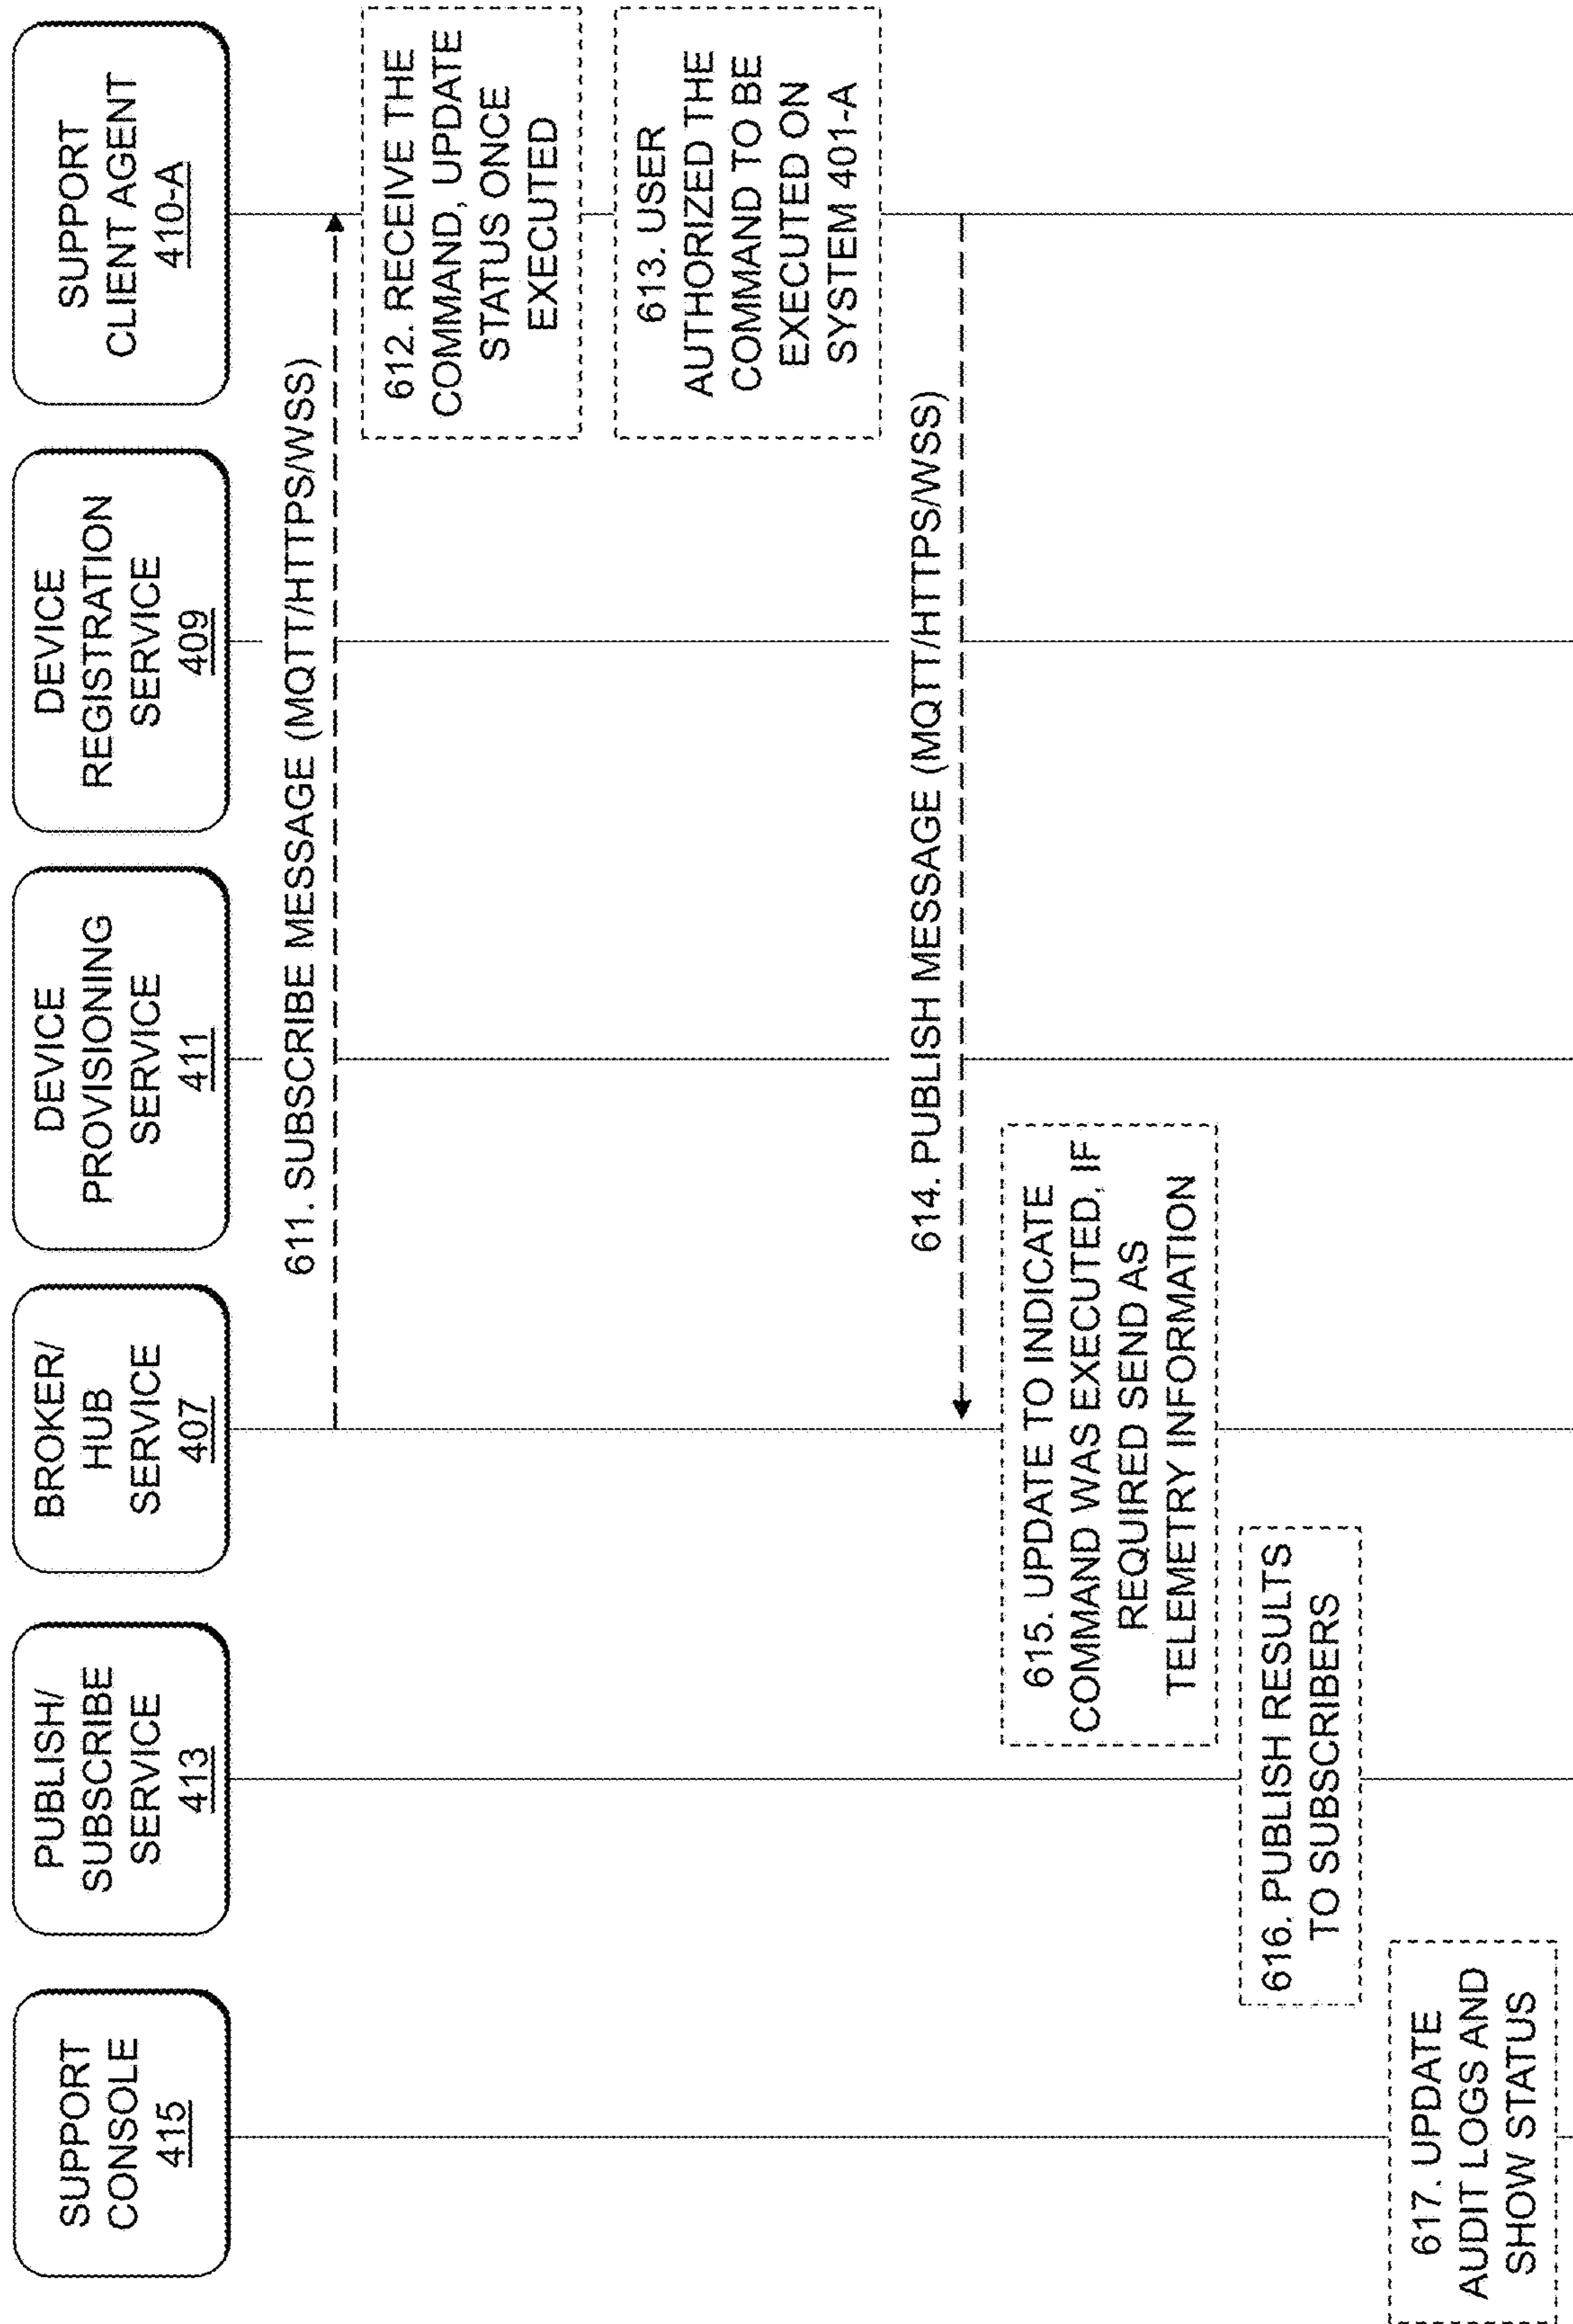 SUPPORT
CONSOLE
415
PUBLISH/
SUBSCRIBE
SERVICE
413
BROKER/
HUB
SERVICE
407
DEVICE
PROVISIONING
SERVICE
411
DEVICE
REGISTRATION
SERVICE
409
SUPPORT
CLIENT AGENT
410-A
611. SUBSCRIBE MESSAGE (MQTT/HTTPS/WSS)
612. RECEIVE THE
COMMAND, UPDATE
STATUS ONCE
EXECUTED
613. USER
AUTHORIZED THE
COMMAND TO BE
EXECUTED ON
SYSTEM 401-A
614. PUBLISH MESSAGE (MQTT/HTTPS/WSS)
615. UPDATE TO INDICATE
COMMAND WAS EXECUTED, IF
REQUIRED SEND AS
TELEMETRY INFORMATION
616. PUBLISH RESULTS
TO SUBSCRIBERS
617. UPDATE
AUDIT LOGS AND
SHOW STATUS